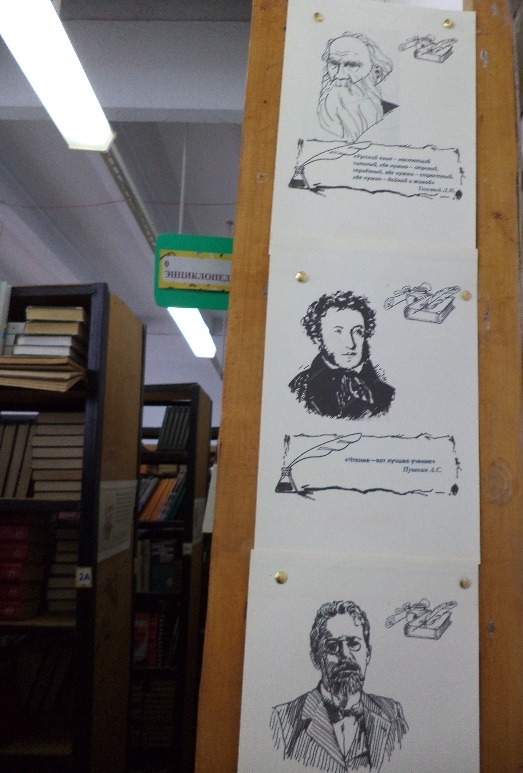 «Русский язык – настоящий
сильный, где нужно – строгий,
серьёзный, где нужно – страстный,
где нужно – бойкий и живой»
Толстой Л.Н.
0
ЭНЦИКЛОПЕД
«Чтение—вот лучшее учение»
Пушкин А.С.
2А